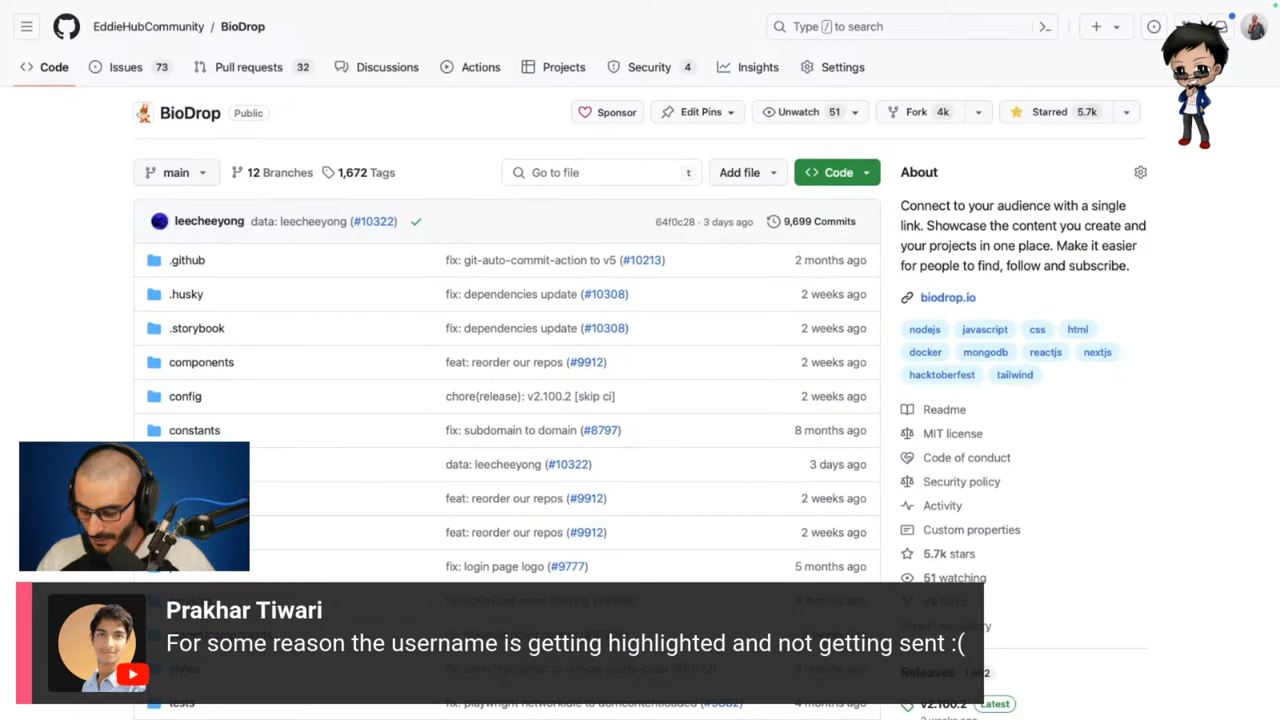 EddieHubCommunity / BioDrop
Type / to search
Code
Issues 73
Pull requests 32
Discussions
Actions
Projects
Security 4
Insights
Settings
BioDrop Public
Sponsor
Edit Pins
Unwatch 51
Fork 4k
Starred 5.7k
main
12 Branches
1,672 Tags
Go to file t
Add file
Code
leecheeyong data: leecheeyong (#10322)
64f0c28 · 3 days ago
9,699 Commits
.github fix: git-auto-commit-action to v5 (#10213) 2 months ago
.husky fix: dependencies update (#10308) 2 weeks ago
.storybook fix: dependencies update (#10308) 2 weeks ago
components feat: reorder our repos (#9912) 2 weeks ago
config chore(release): v2.100.2 [skip ci] 2 weeks ago
constants fix: subdomain to domain (#8797) 8 months ago
data: leecheeyong (#10322) 3 days ago
feat: reorder our repos (#9912) 2 weeks ago
feat: reorder our repos (#9912) 2 weeks ago
fix: login page logo (#9777) 5 months ago
About
Connect to your audience with a single
link. Showcase the content you create and
your projects in one place. Make it easier
for people to find, follow and subscribe.
biodrop.io
nodejs javascript css html
docker mongodb reactjs nextjs
hacktoberfest tailwind
Readme
MIT license
Code of conduct
Security policy
Activity
Custom properties
5.7k stars
51 watching
Releases
v2.100.2 Latest
Prakhar Tiwari
For some reason the username is getting highlighted and not getting sent :(
styles
tests